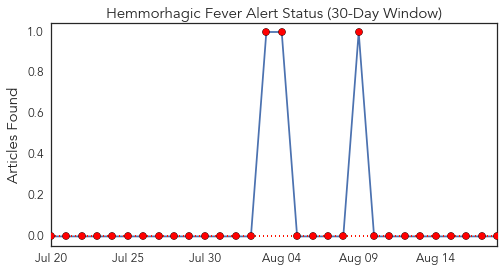 Hemmorhagic Fever Alert Status (30-Day Window)
Articles Found
1.0
0.8
0.6
0.4
0.2
0.0
Jul 20 Jul 25 Jul 30 Aug 04 Aug 09 Aug 14